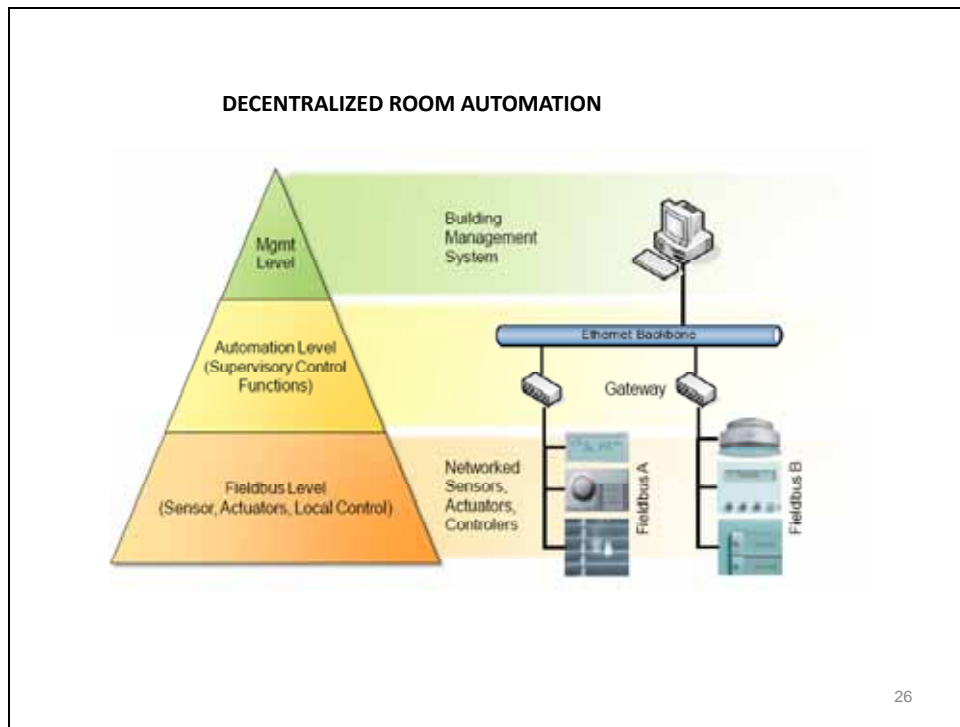 DECENTRALIZED ROOM AUTOMATION
Mgmt
Level
Building
Management
System
Ethernet Backbone
Automation Level
(Supervisory Control
Functions)
Gateway
Fieldbus Level
(Sensor, Actuators, Local Control)
Networked
Sensors,
Actuators,
Controlers
Fieldbus A
Fieldbus B
26